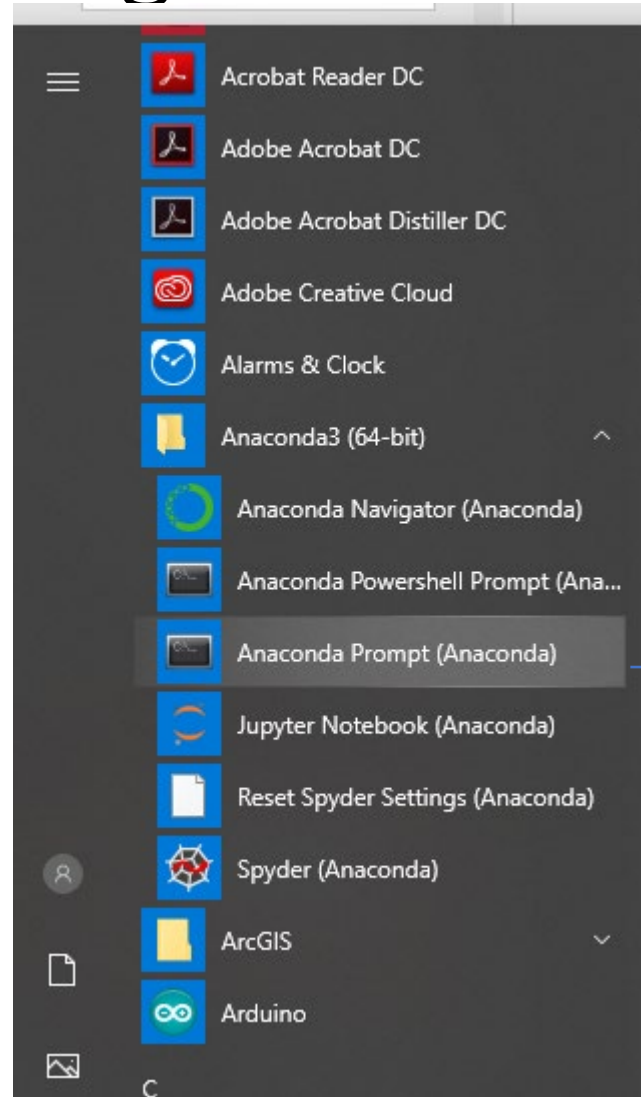 Acrobat Reader DC
Adobe Acrobat DC
Adobe Acrobat Distiller DC
Adobe Creative Cloud
Alarms & Clock
Anaconda3 (64-bit)
Anaconda Navigator (Anaconda)
Anaconda Powershell Prompt (Ana...
Anaconda Prompt (Anaconda)
Jupyter Notebook (Anaconda)
Reset Spyder Settings (Anaconda)
Spyder (Anaconda)
ArcGIS
Arduino
C